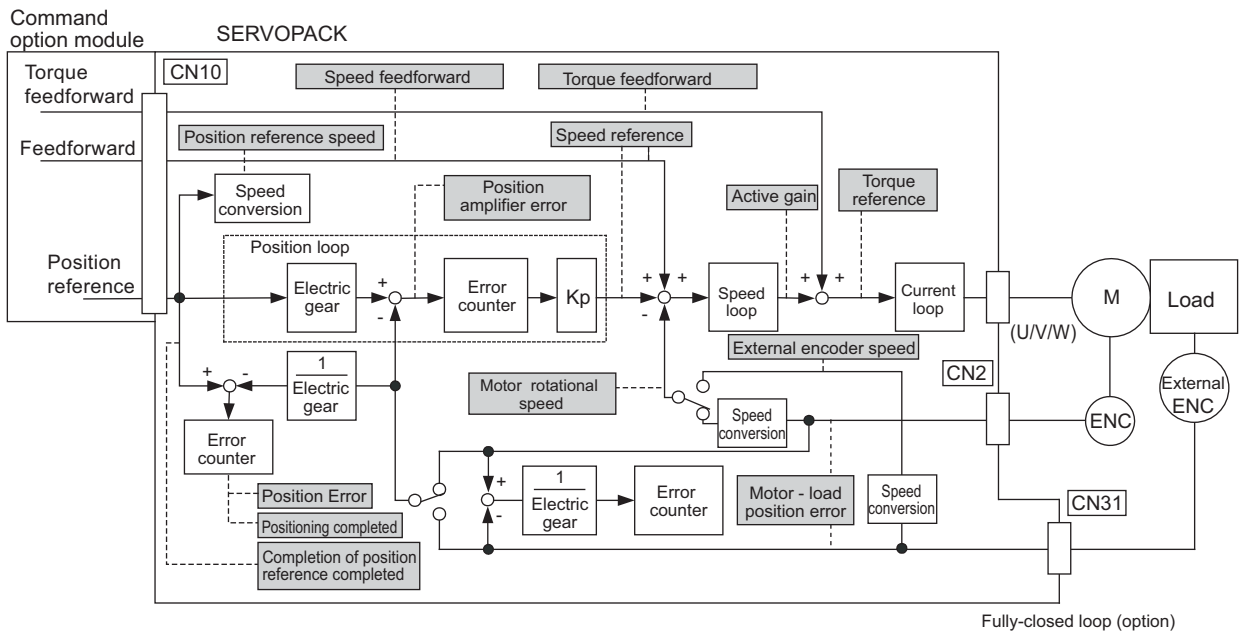 Command
option module
SERVOPACK
CN10
Torque
feedforward
Speed feedforward
Torque feedforward
Position reference speed
Speed reference
Feedforward
Speed
conversion
Position
amplifier error
Active gain
Torque
reference
Position loop
Position
reference
Electric
gear
+
-
Error
counter
Kp
+
+
-
Speed
loop
+
+
Current
loop
M
Load
(U/V/W)
External encoder speed
CN2
+
-
1
Electric
gear
Motor rotational
speed
Speed
conversion
External
ENC
ENC
Error
counter
Position Error
Positioning completed
Completion of position
reference completed
+
-
1
Electric
gear
Error
counter
Motor - load
position error
Speed
conversion
CN31
Fully-closed loop (option)